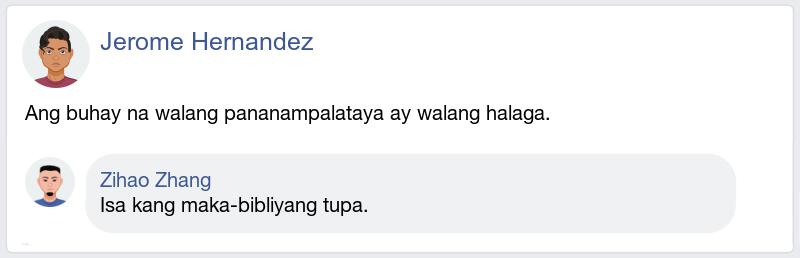 Jerome Hernandez
Ang buhay na walang pananampalataya ay walang halaga.
Zihao Zhang
Isa kang maka-bibliyang tupa.